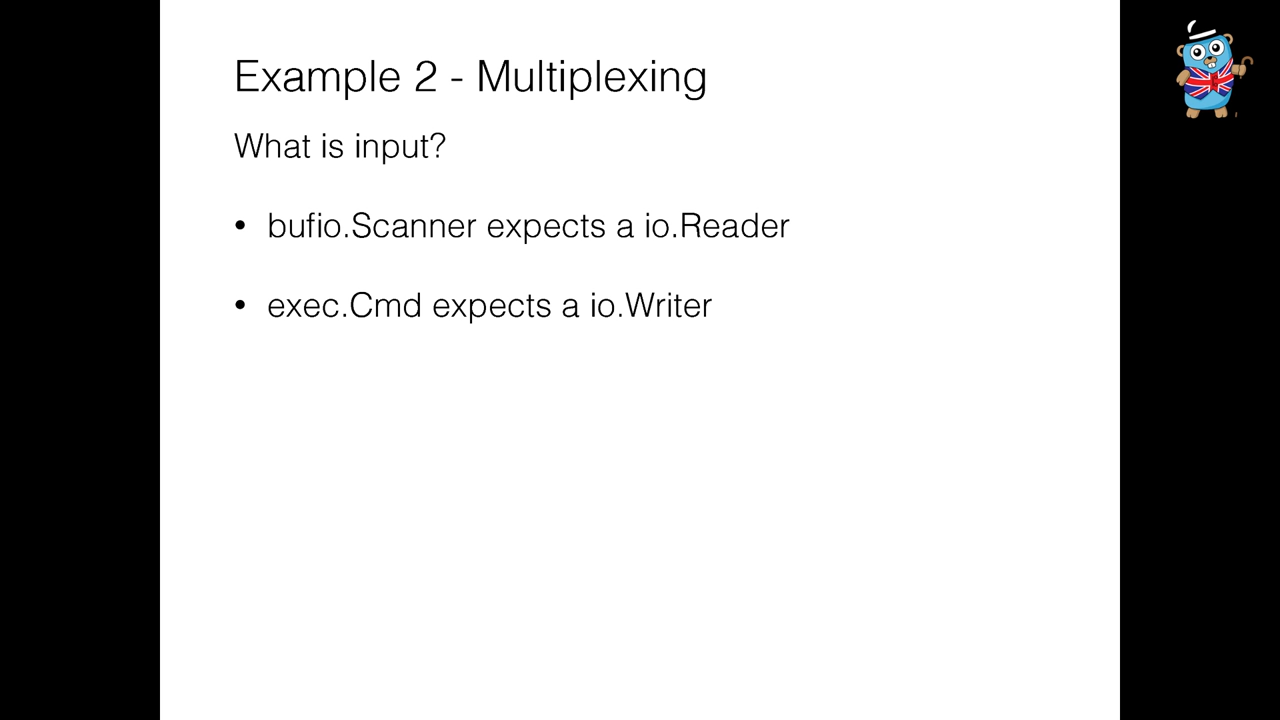 Example 2 - Multiplexing
What is input?
• bufio.Scanner expects a io.Reader
• exec.Cmd expects a io.Writer